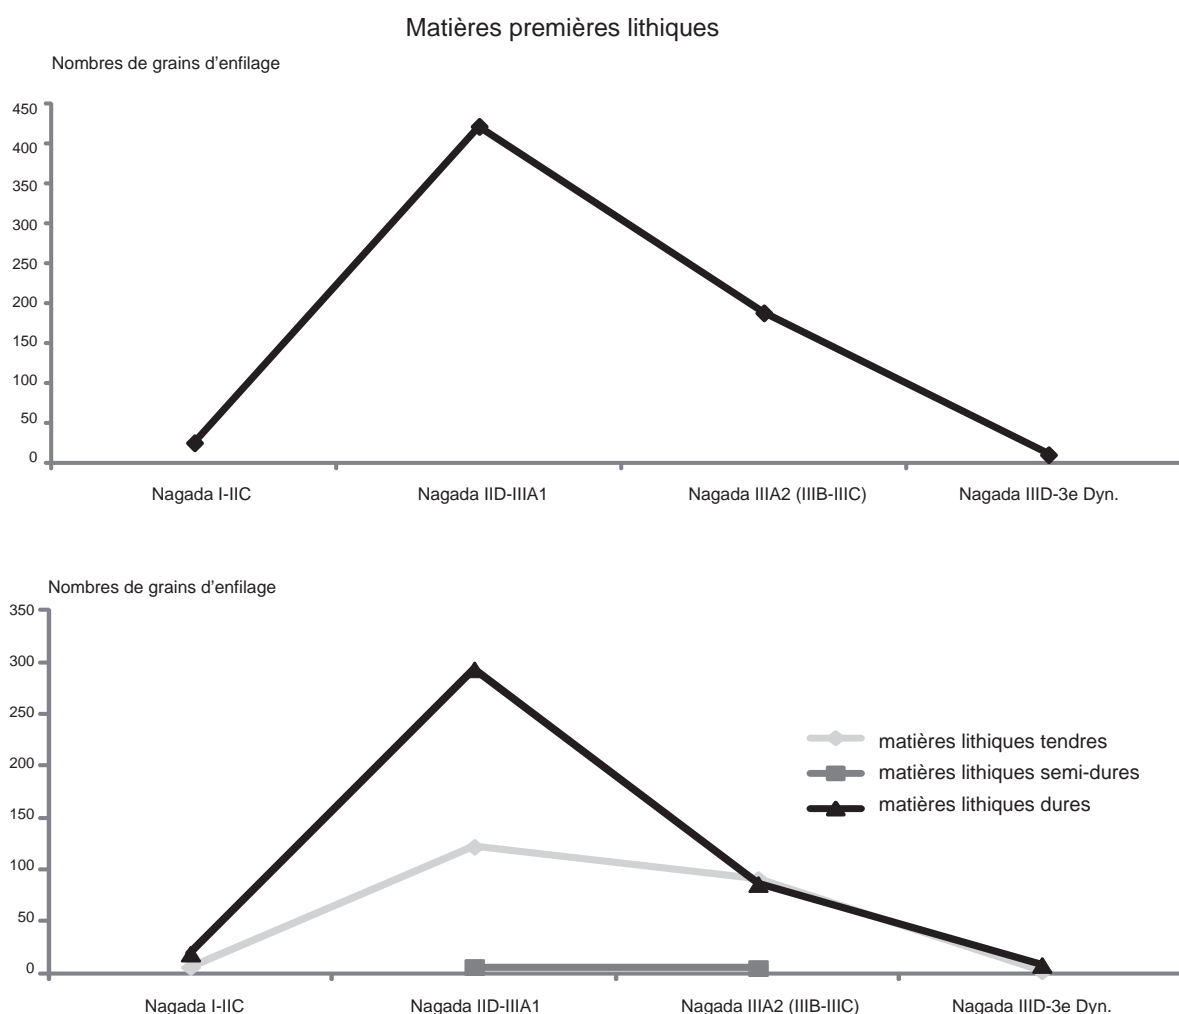 Matières premières lithiques
Nombres de grains d'enfilage
450
400
350
300
250
200
150
100
50
0
Nagada I-IIC
Nagada IID-IIIA1
Nagada IIIA2 (IIIB-IIIC)
Nagada IIID-3e Dyn.
Nombres de grains d'enfilage
350
300
250
200
150
100
50
0
matières lithiques tendres
matières lithiques semi-dures
matières lithiques dures
Nagada I-IIC
Nagada IID-IIIA1
Nagada IIIA2 (IIIB-IIIC)
Nagada IIID-3e Dyn.